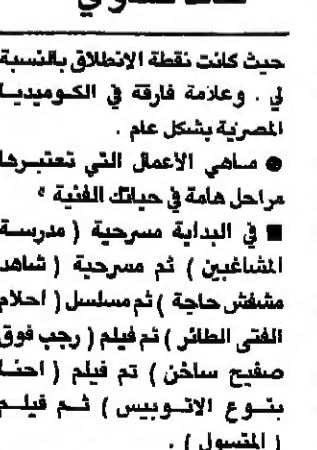 حيث كانت نقطة الانطلاق بالنسبة
لي . وعلامة فارقة في الكوميديا
المصرية بشكل عام .
● ماهي الأعمال التي تعتبرها
مراحل هامة في حياتك الفنية ؟
■ في البداية مسرحية ( مدرسة
المشاغبين ) ثم مسرحية ( شاهد
مشفش حاجة ) ثم مسلسل ( احلام
الفتى الطائر ) ثم فيلم ( رجب فوق
صفيح ساخن ) تم فيلم ( احنا
بتوع الاتوبيس ) ثم فيلم
( المتسول ) .